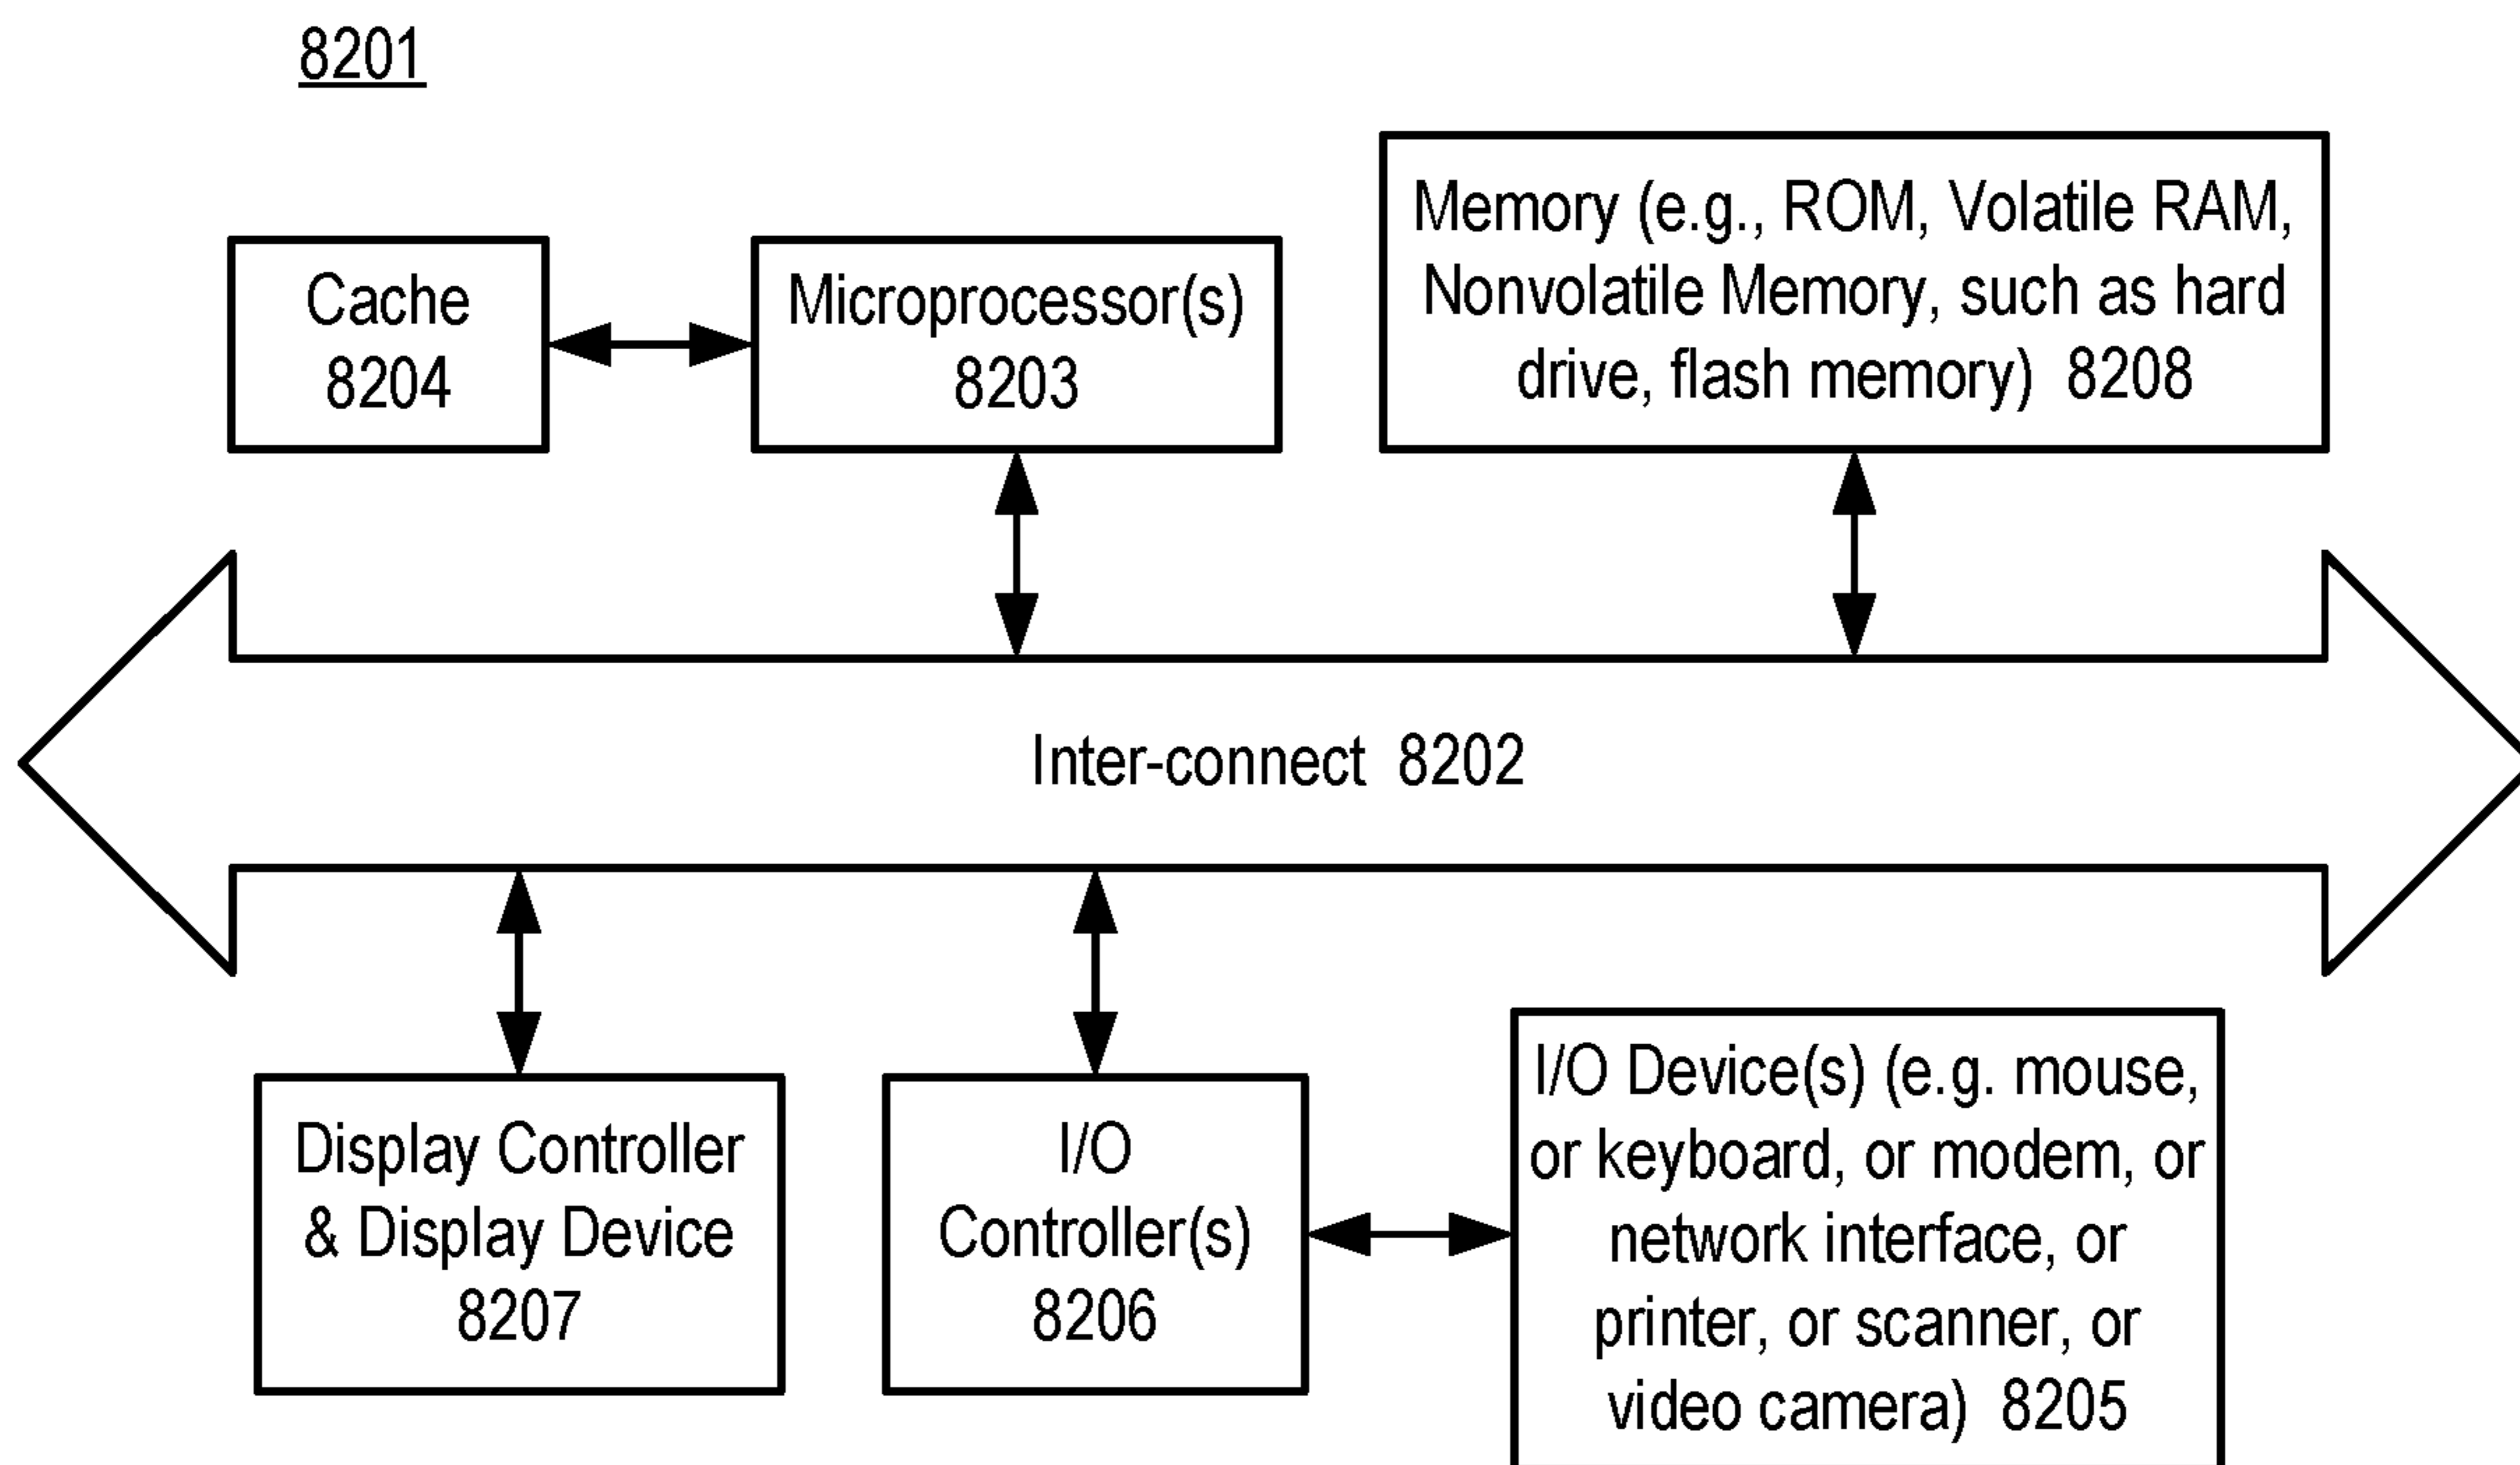 8201
Cache
8204
Microprocessor(s)
8203
Memory (e.g., ROM, Volatile RAM,
Nonvolatile Memory, such as hard
drive, flash memory) 8208
Inter-connect 8202
Display Controller
& Display Device
8207
I/O
Controller(s)
8206
I/O Device(s) (e.g. mouse,
or keyboard, or modem, or
network interface, or
printer, or scanner, or
video camera) 8205